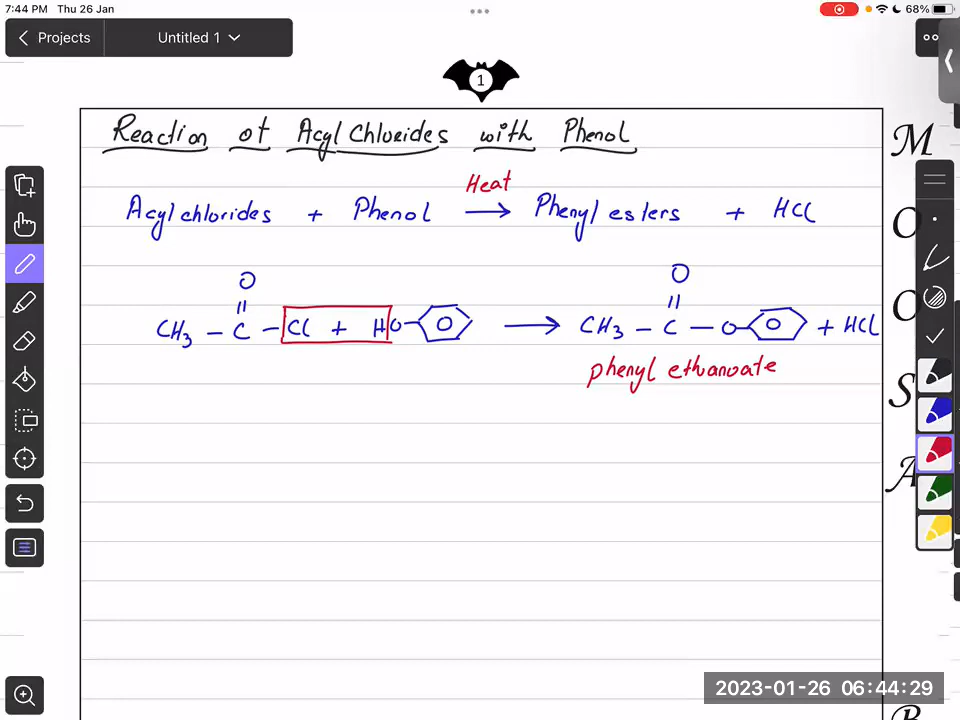 7:44 PM Thu 26 Jan
68%
Projects
Untitled 1
1
Reaction of Acyl Chlorides with Phenol
Heat
Acyl chlorides + Phenol → Phenyl esters + HCl
O O
|| ||
CH3 – C – Cl + HO– O → CH3 – C – O– O + HCl
phenyl ethanoate
M
O
O
S
A
B
2023-01-26 06:44:29